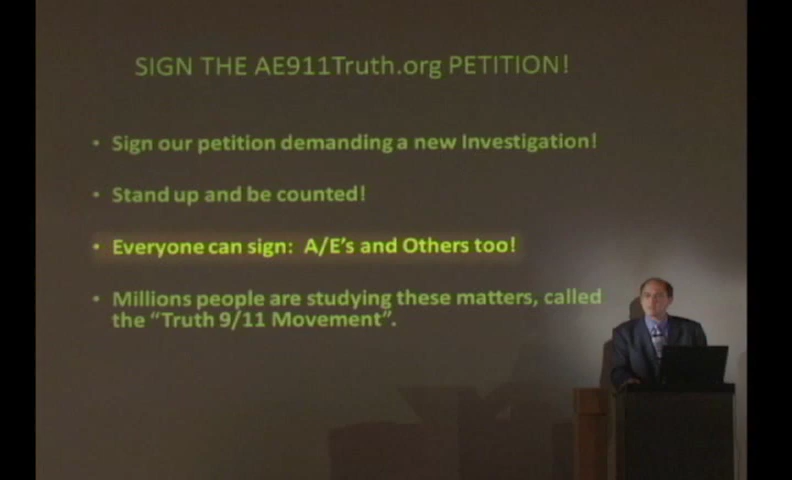 SIGN THE AE911Truth.org PETITION!
• Sign our petition demanding a new Investigation!
• Stand up and be counted!
• Everyone can sign: A/E's and Others too!
• Millions people are studying these matters, called
the “Truth 9/11 Movement”.